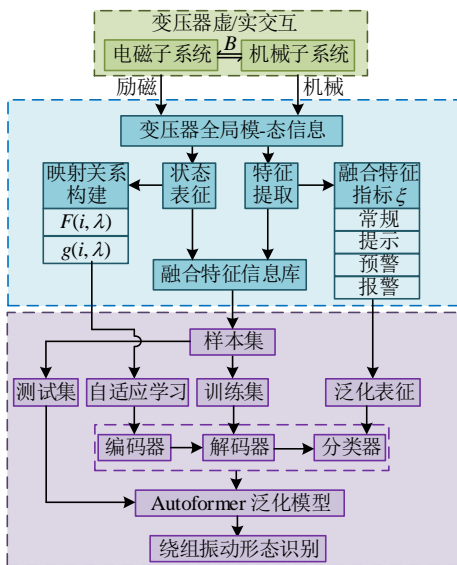 变压器虚/实交互
电磁子系统
B
机械子系统
励磁
机械
变压器全局模-态信息
映射关系
构建
F(i, λ)
g(i, λ)
状态
表征
特征
提取
融合特征
指标ξ
常规
提示
预警
报警
融合特征信息库
样本集
测试集
自适应学习
训练集
泛化表征
编码器
解码器
分类器
Autoformer 泛化模型
绕组振动形态识别